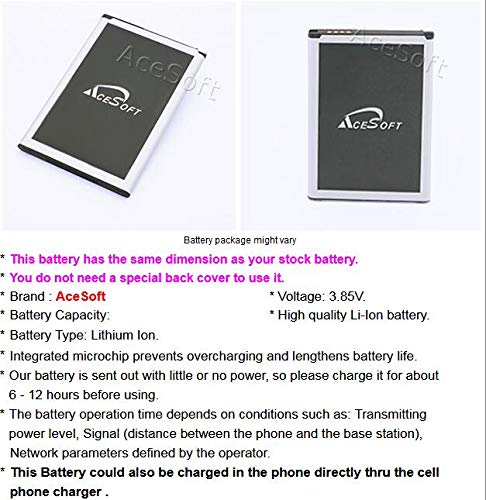 AceSoft
AceSoft
ACESOFT
ACESOFT
Battery package might vary
* This battery has the same dimension as your stock battery.
* You do not need a special back cover to use it.
* Brand : AceSoft * Voltage: 3.85V.
* Battery Capacity: * High quality Li-Ion battery.
* Battery Type: Lithium Ion.
* Integrated microchip prevents overcharging and lengthens battery life.
* Our battery is sent out with little or no power, so please charge it for about
6 - 12 hours before using.
* The battery operation time depends on conditions such as: Transmitting
power level, Signal (distance between the phone and the base station),
Network parameters defined by the operator.
* This Battery could also be charged in the phone directly thru the cell
phone charger .